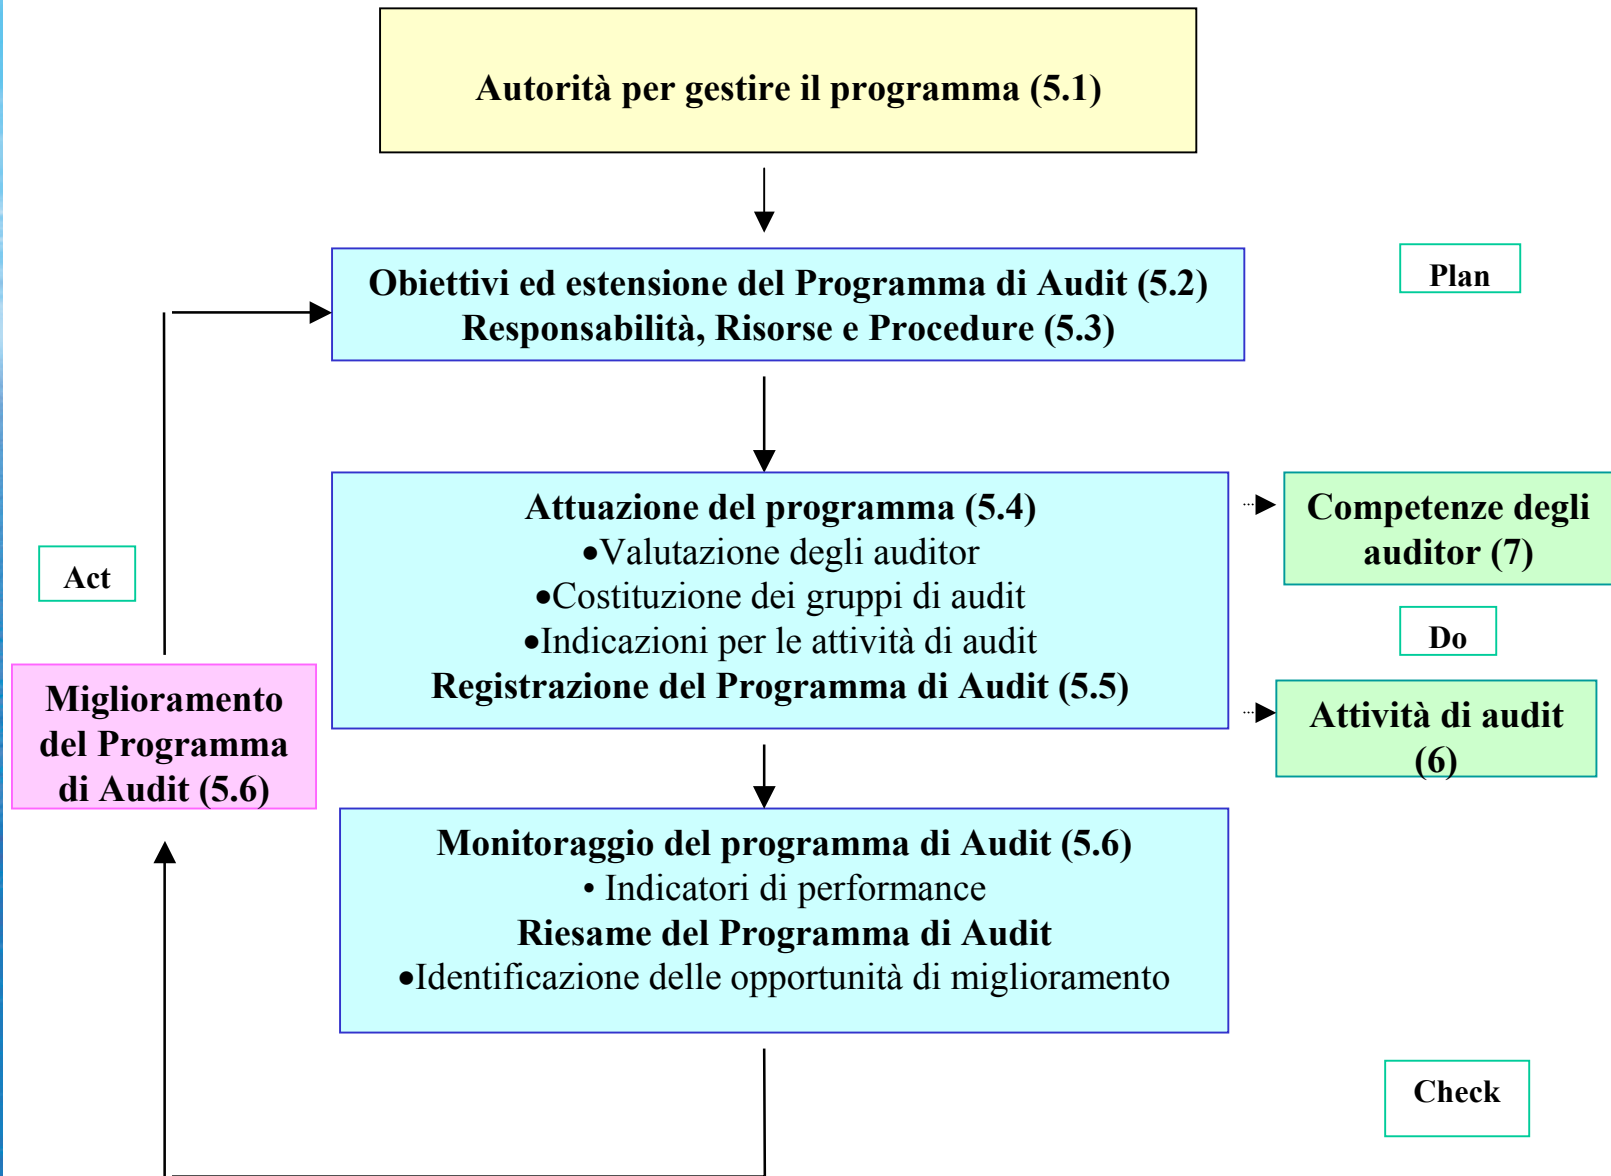 Autorità per gestire il programma (5.1)
Obiettivi ed estensione del Programma di Audit (5.2)
Responsabilità, Risorse e Procedure (5.3)
Plan
Attuazione del programma (5.4)
•Valutazione degli auditor
•Costituzione dei gruppi di audit
•Indicazioni per le attività di audit
Registrazione del Programma di Audit (5.5)
Competenze degli
auditor (7)
Do
Attività di audit
(6)
Act
Miglioramento
del Programma
di Audit (5.6)
Monitoraggio del programma di Audit (5.6)
• Indicatori di performance
Riesame del Programma di Audit
•Identificazione delle opportunità di miglioramento
Check